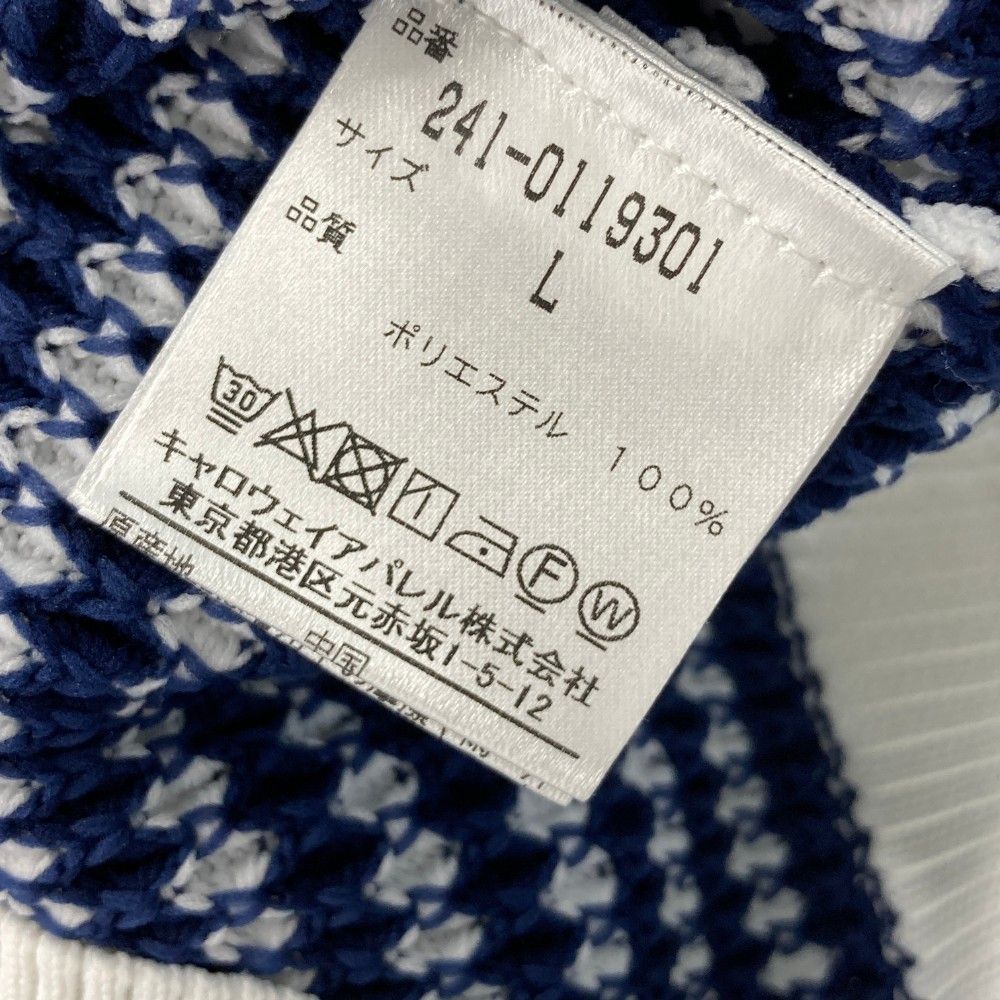 品番
241-0119301
サイズ
L
品質
ポリエステル 100%
30
F W
キャロウェイアパレル株式会社
東京都港区元赤坂1-5-12
原産地
中国